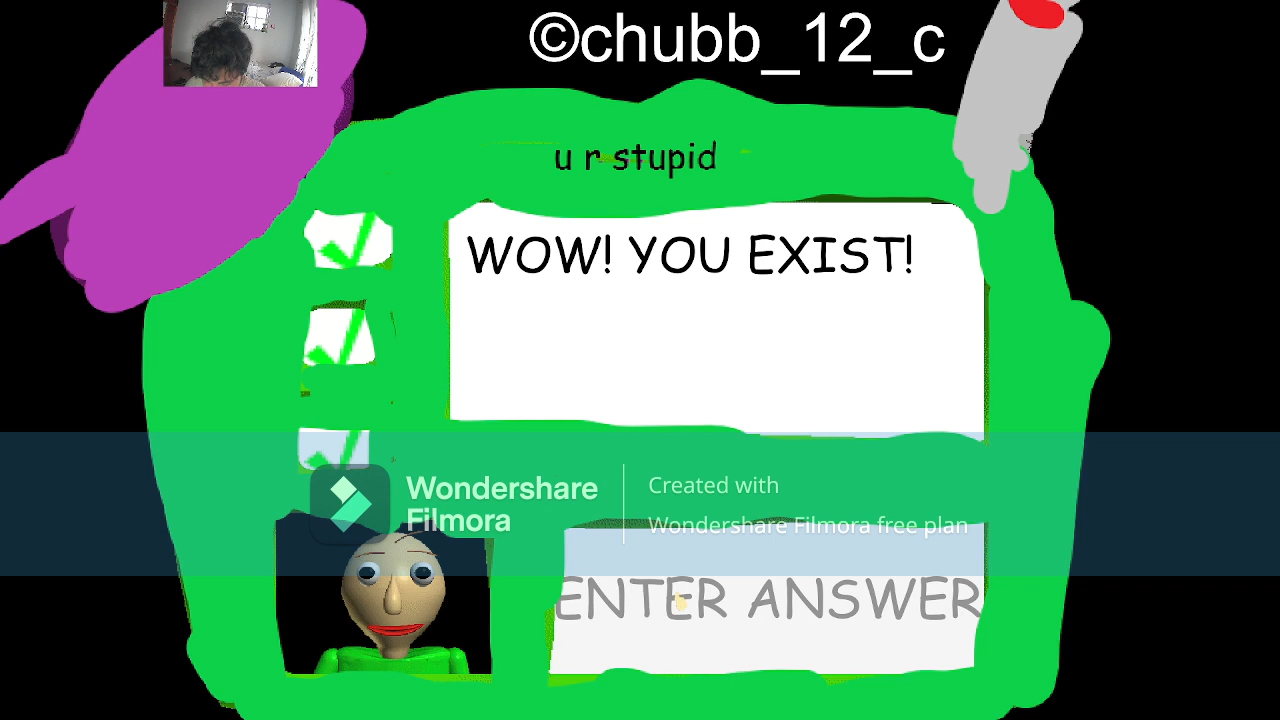 ©chubb_12_c
u r stupid
WOW! YOU EXIST!
Wondershare
Filmora
Created with
Wondershare Filmora free plan
ENTER ANSWER